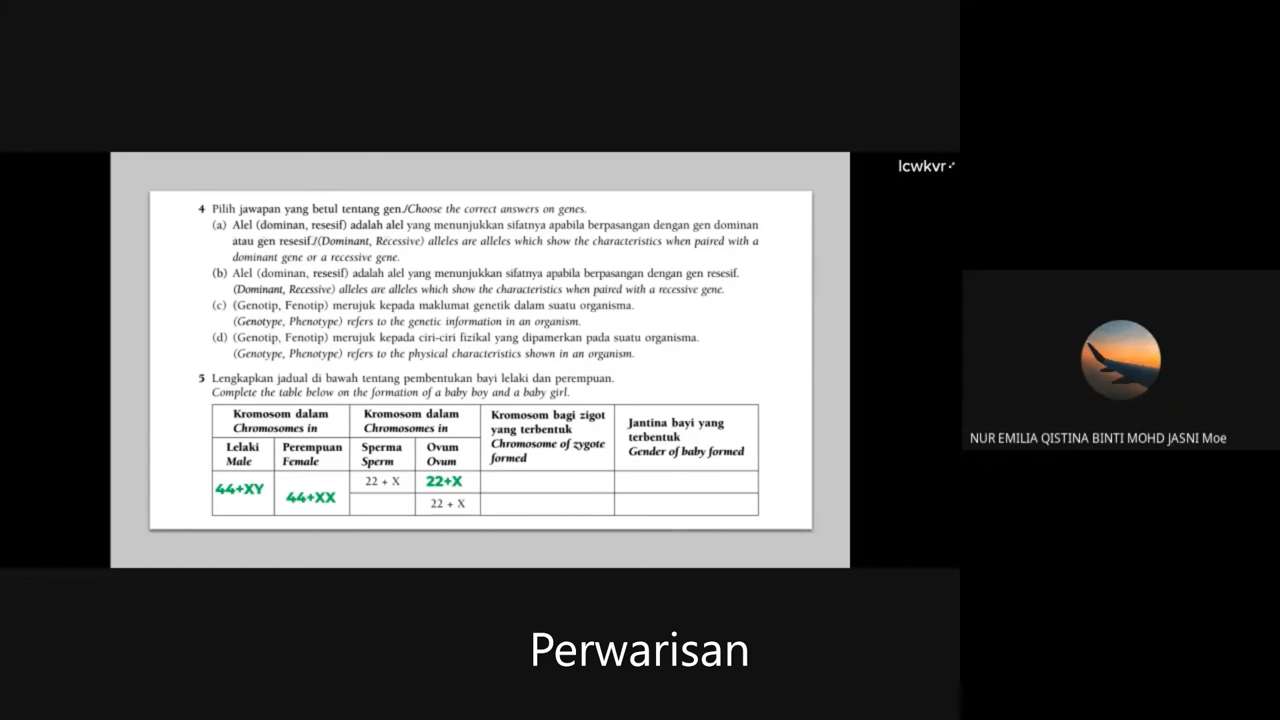 lcwkvr
4 Pilih jawapan yang betul tentang gen./Choose the correct answers on genes.
(a) Alel (dominan, resesif) adalah alel yang menunjukkan sifatnya apabila berpasangan dengan gen dominan
atau gen resesif./(Dominant, Recessive) alleles are alleles which show the characteristics when paired with a
dominant gene or a recessive gene.
(b) Alel (dominan, resesif) adalah alel yang menunjukkan sifatnya apabila berpasangan dengan gen resesif.
(Dominant, Recessive) alleles are alleles which show the characteristics when paired with a recessive gene.
(c) (Genotip, Fenotip) merujuk kepada maklumat genetik dalam suatu organisma.
(Genotype, Phenotype) refers to the genetic information in an organism.
(d) (Genotip, Fenotip) merujuk kepada ciri-ciri fizikal yang dipamerkan pada suatu organisma.
(Genotype, Phenotype) refers to the physical characteristics shown in an organism.
5 Lengkapkan jadual di bawah tentang pembentukan bayi lelaki dan perempuan.
Complete the table below on the formation of a baby boy and a baby girl.
Kromosom dalam
Chromosomes in
Kromosom dalam
Chromosomes in
Kromosom bagi zigot
yang terbentuk
Chromosome of zygote
formed
Jantina bayi yang
terbentuk
Gender of baby formed
Lelaki
Male
Perempuan
Female
Sperma
Sperm
Ovum
Ovum
44+XY
44+XX
22 + X
22+X
22 + X
NUR EMILIA QISTINA BINTI MOHD JASNI Moe
Perwarisan